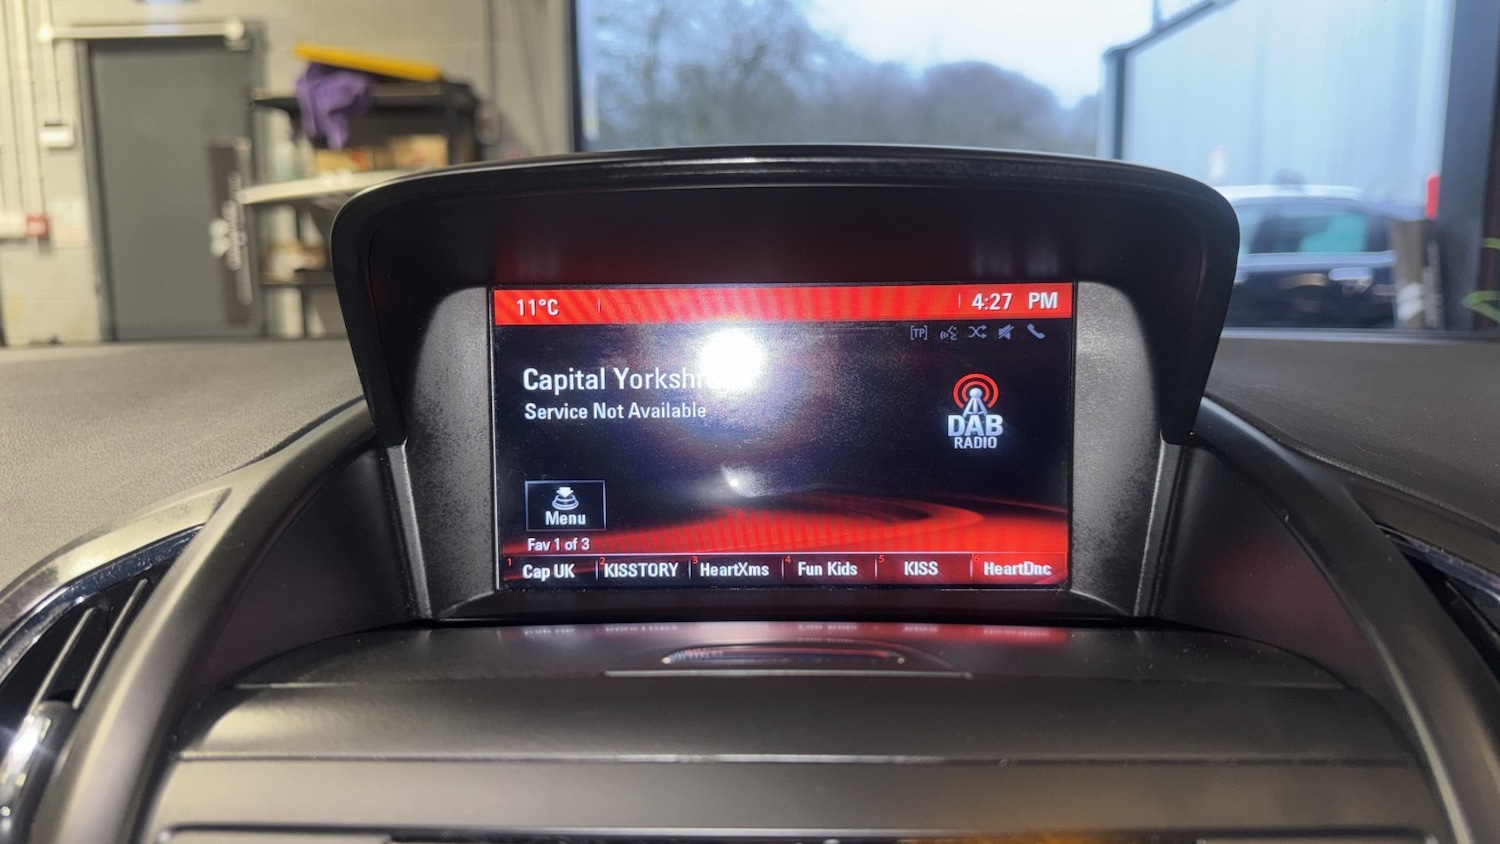 11°C
4:27 PM
[TP]
Capital Yorkshire
Service Not Available
DAB
RADIO
Menu
Fav 1 of 3
1 Cap UK 2 KISSTORY 3 HeartXms 4 Fun Kids 5 KISS 6 HeartDnc